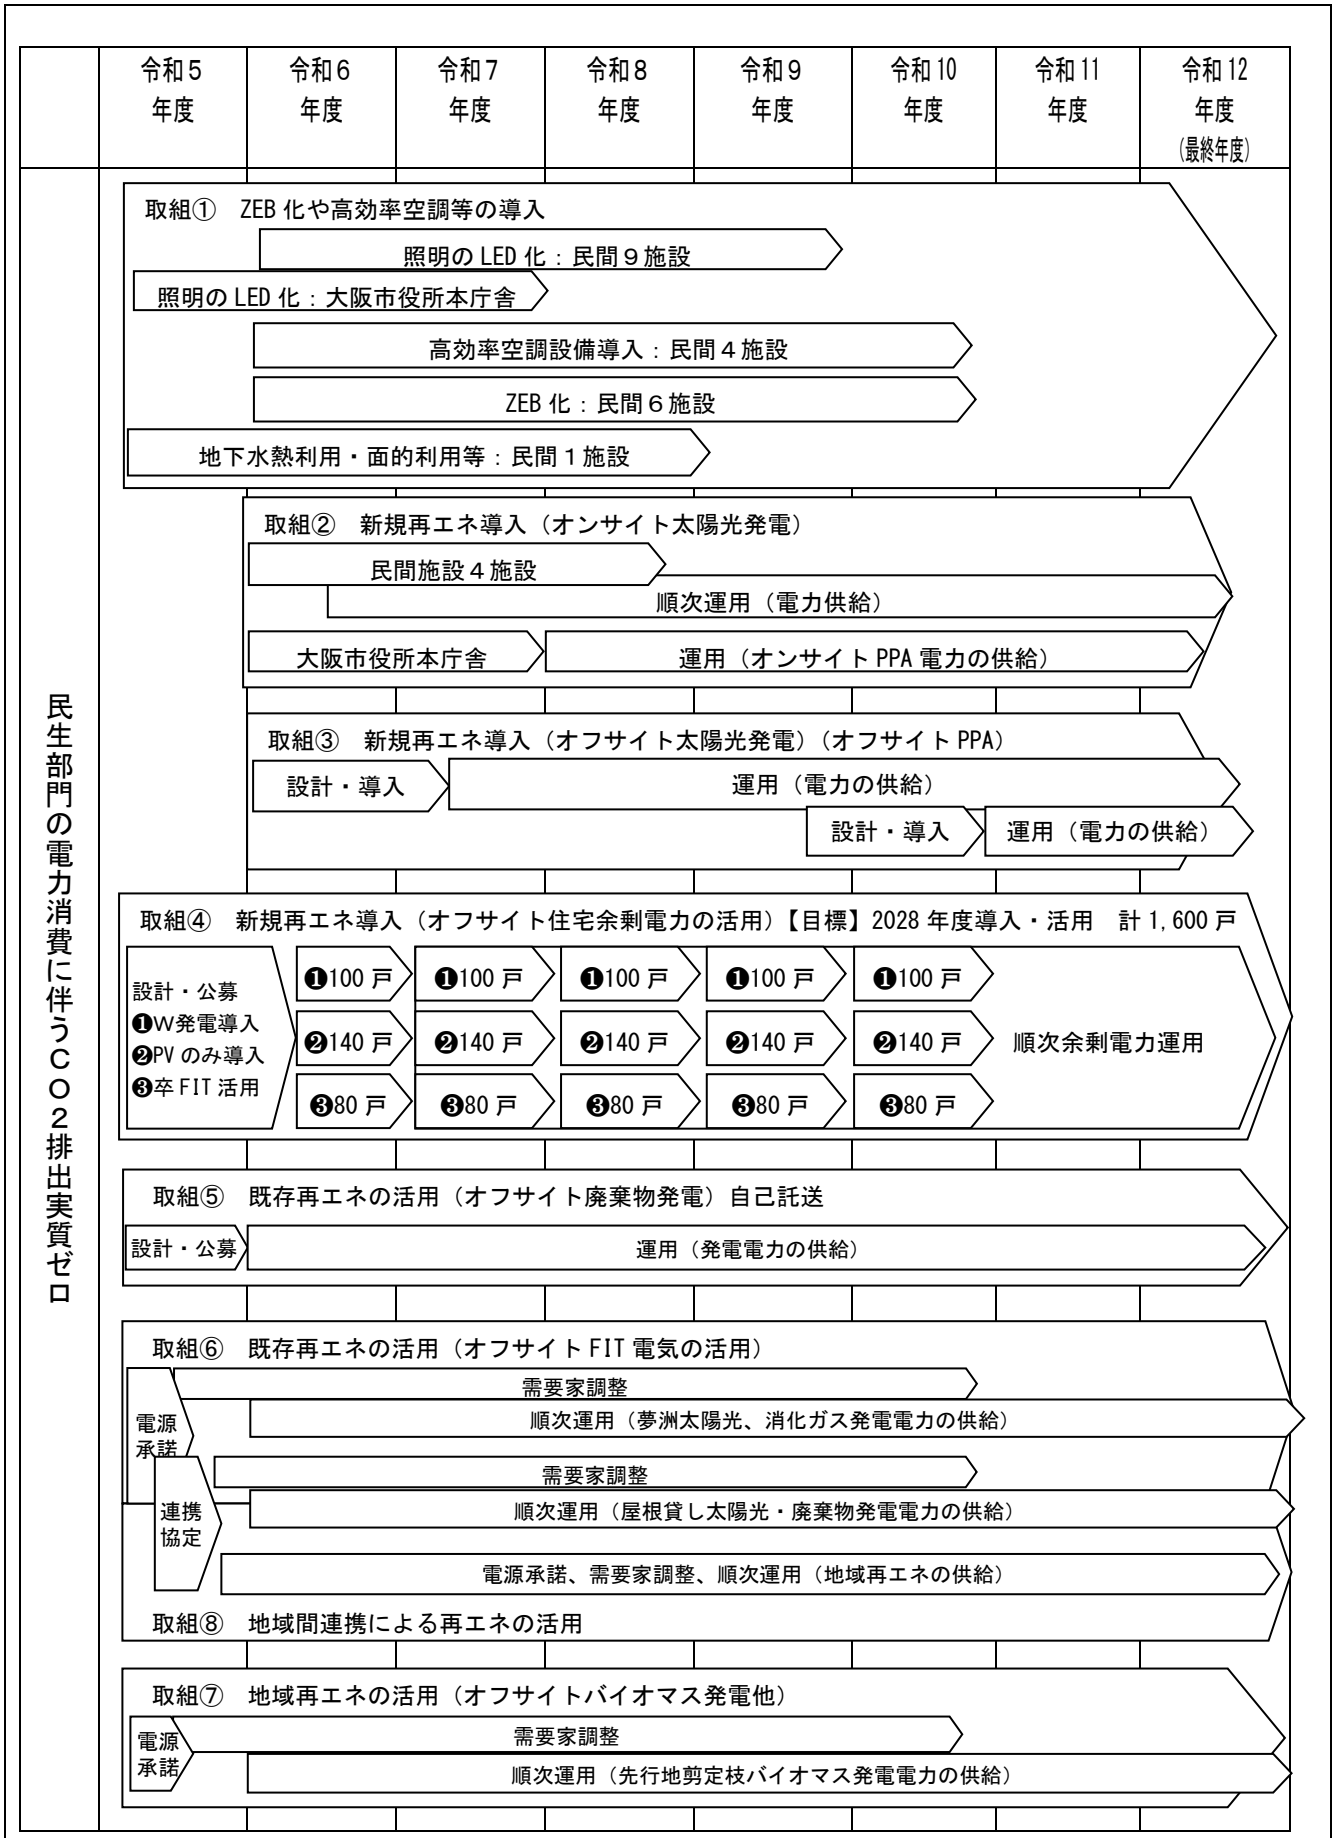 令和5
年度
令和6
年度
令和7
年度
令和8
年度
令和9
年度
令和10
年度
令和11
年度
令和12
年度
(最終年度)
民生部門の電力消費に伴うCO2排出実質ゼロ
取組① ZEB化や高効率空調等の導入
照明のLED化：民間9施設
照明のLED化：大阪市役所本庁舎
高効率空調設備導入：民間4施設
ZEB化：民間6施設
地下水熱利用・面的利用等：民間1施設
取組② 新規再エネ導入（オンサイト太陽光発電）
民間施設4施設
順次運用（電力供給）
大阪市役所本庁舎
運用（オンサイトPPA電力の供給）
取組③ 新規再エネ導入（オフサイト太陽光発電）（オフサイトPPA）
設計・導入
運用（電力の供給）
設計・導入
運用（電力の供給）
取組④ 新規再エネ導入（オフサイト住宅余剰電力の活用）【目標】2028年度導入・活用 計1,600戸
設計・公募
❶W発電導入
❷PVのみ導入
❸卒FIT活用
❶100戸
❶100戸
❶100戸
❶100戸
❶100戸
❷140戸
❷140戸
❷140戸
❷140戸
❷140戸
❸80戸
❸80戸
❸80戸
❸80戸
❸80戸
順次余剰電力運用
取組⑤ 既存再エネの活用（オフサイト廃棄物発電）自己託送
設計・公募
運用（発電電力の供給）
取組⑥ 既存再エネの活用（オフサイトFIT電気の活用）
電源
承諾
需要家調整
順次運用（夢洲太陽光、消化ガス発電電力の供給）
連携
協定
需要家調整
順次運用（屋根貸し太陽光・廃棄物発電電力の供給）
電源承諾、需要家調整、順次運用（地域再エネの供給）
取組⑧ 地域間連携による再エネの活用
取組⑦ 地域再エネの活用（オフサイトバイオマス発電他）
電源
承諾
需要家調整
順次運用（先行地剪定枝バイオマス発電電力の供給）